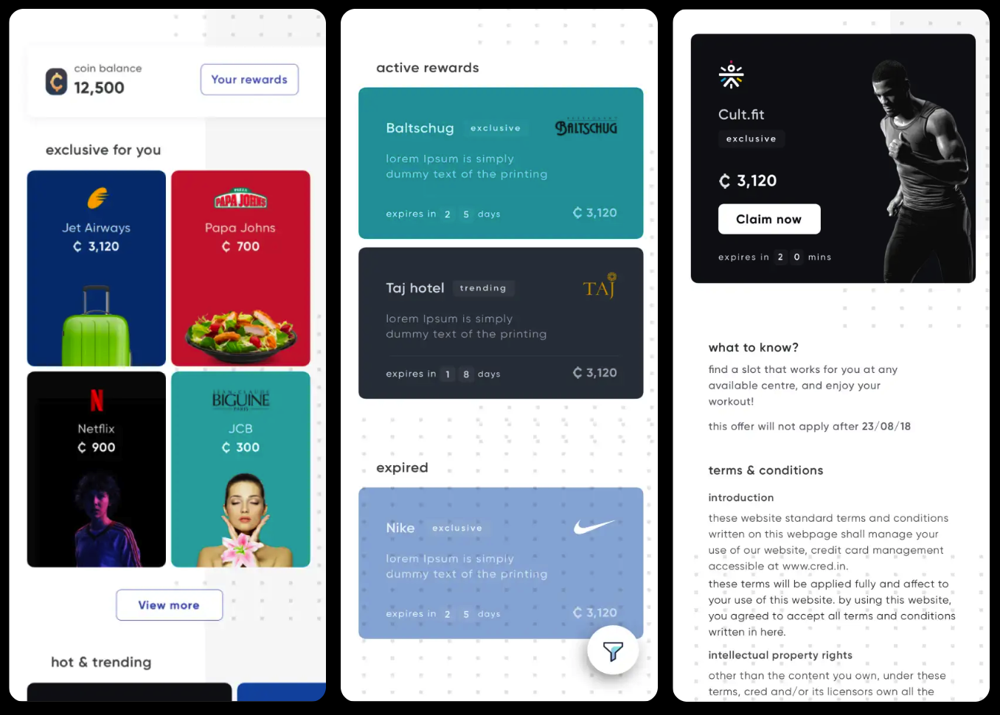 coin balance
12,500
Your rewards
exclusive for you
Jet Airways
₵ 3,120
PIZZA
PAPA JOHNS
Papa Johns
₵ 700
N
Netflix
₵ 900
JEAN-CLAUDE
BIGUINE
PARIS
JCB
₵ 300
View more
hot & trending
active rewards
Baltschug exclusive
BALTSCHUG
lorem Ipsum is simply
dummy text of the printing
expires in 2 5 days
₵ 3,120
Taj hotel trending
TAJ
lorem Ipsum is simply
dummy text of the printing
expires in 1 8 days
₵ 3,120
expired
Nike exclusive
lorem Ipsum is simply
dummy text of the printing
expires in 2 5 days
₵ 3,120
Cult.fit
exclusive
₵ 3,120
Claim now
expires in 2 0 mins
what to know?
find a slot that works for you at any
available centre, and enjoy your
workout!
this offer will not apply after 23/08/18
terms & conditions
introduction
these website standard terms and conditions
written on this webpage shall manage your
use of our website, credit card management
accessible at www.cred.in.
these terms will be applied fully and affect to
your use of this website. by using this website,
you agreed to accept all terms and conditions
written in here.
intellectual property rights
other than the content you own, under these
terms, cred and/or its licensors own all the